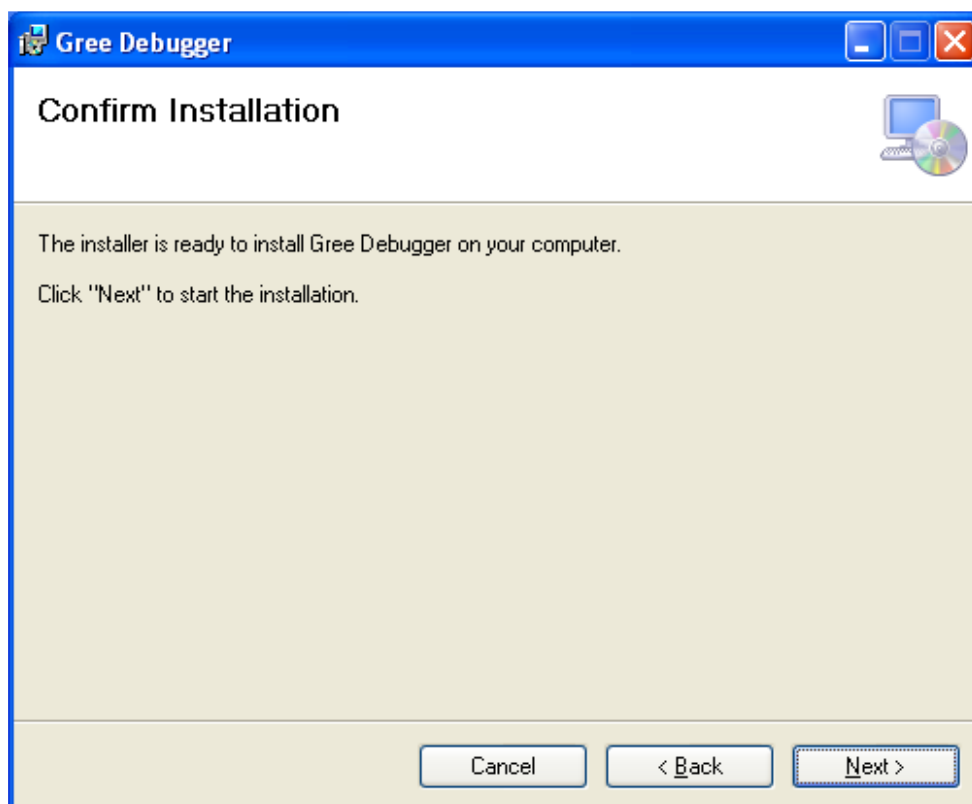 Gree Debugger
Confirm Installation
The installer is ready to install Gree Debugger on your computer.
Click "Next" to start the installation.
Cancel
< Back
Next >